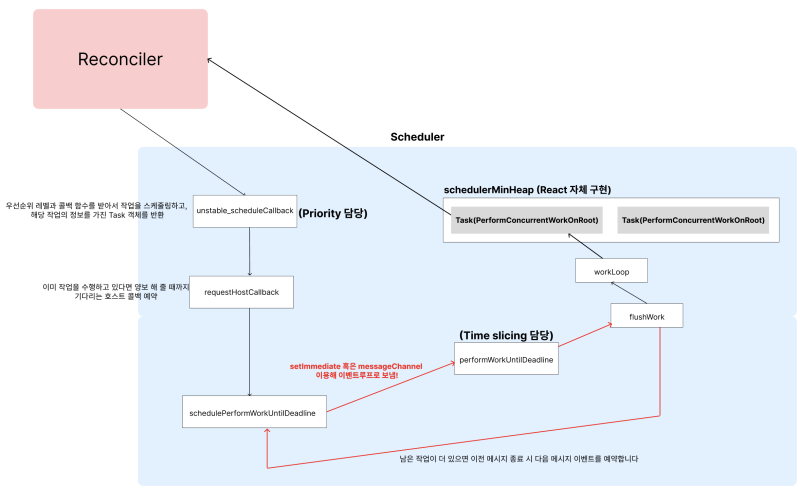 Reconciler
Scheduler
schedulerMinHeap (React 자체 구현)
Task(PerformConcurrentWorkOnRoot)
Task(PerformConcurrentWorkOnRoot)
우선순위 레벨과 콜백 함수를 받아서 작업을 스케줄링하고,
해당 작업의 정보를 가진 Task 객체를 반환
unstable_scheduleCallback
(Priority 담당)
workLoop
이미 작업을 수행하고 있다면 양보 해 줄 때까지
기다리는 호스트 콜백 예약
requestHostCallback
flushWork
(Time slicing 담당)
performWorkUntilDeadline
setImmediate 혹은 messageChannel
이용해 이벤트루프로 보냄!
schedulePerformWorkUntilDeadline
남은 작업이 더 있으면 이전 메시지 종료 시 다음 메시지 이벤트를 예약합니다